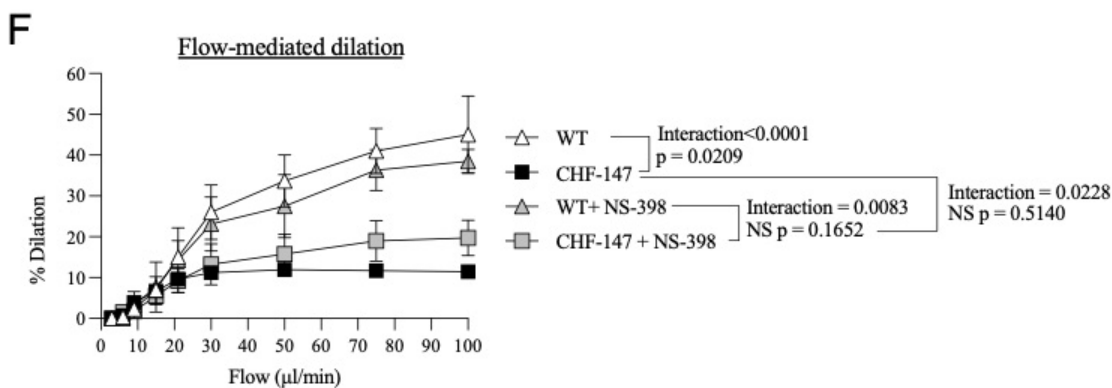 F
Flow-mediated dilation
60
50
40
30
20
10
0
% Dilation
0 10 20 30 40 50 60 70 80 90 100
Flow (µl/min)
WT
CHF-147
WT+ NS-398
CHF-147 + NS-398
Interaction<0.0001
p = 0.0209
Interaction = 0.0083
NS p = 0.1652
Interaction = 0.0228
NS p = 0.5140